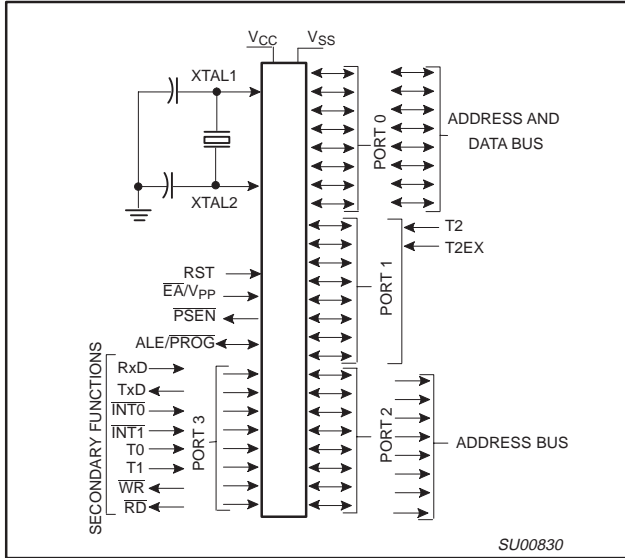 VCC VSS
XTAL1
XTAL2
PORT 0
ADDRESS AND
DATA BUS
T2
T2EX
PORT 1
RST
EA/VPP
PSEN
ALE/PROG
SECONDARY FUNCTIONS
RxD
TxD
INT0
INT1
T0
T1
WR
RD
PORT 3
PORT 2
ADDRESS BUS
SU00830